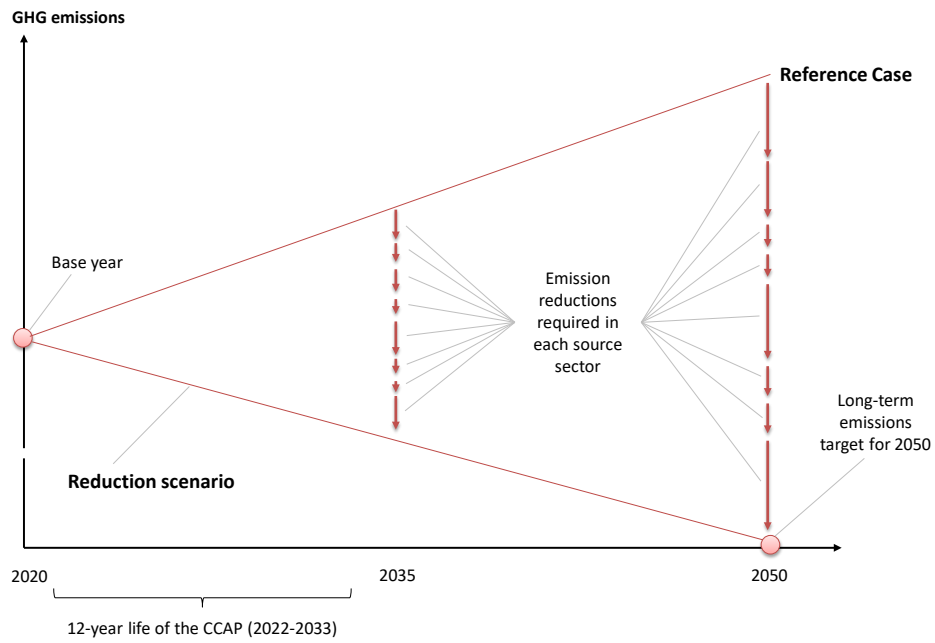 GHG emissions
Reference Case
Base year
Emission
reductions
required in
each source
sector
Long-term
emissions
target for 2050
Reduction scenario
2020
2035
2050
12-year life of the CCAP (2022-2033)